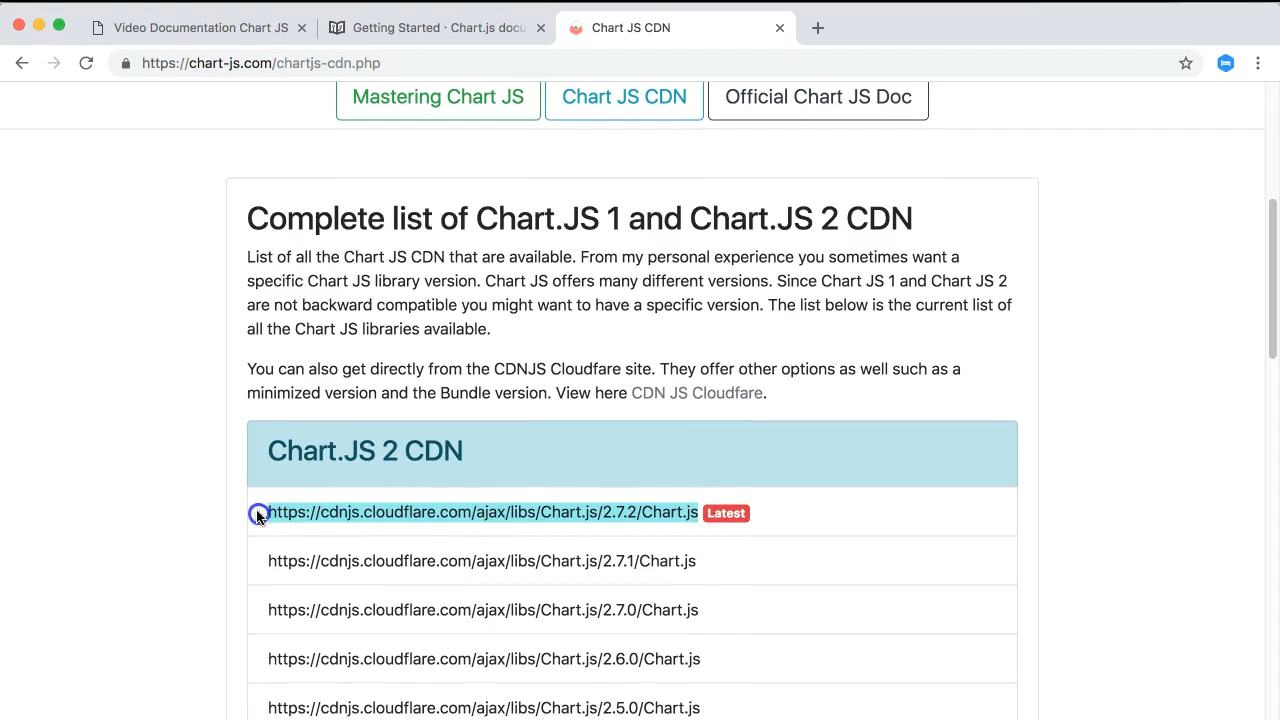 Video Documentation Chart JS
Getting Started · Chart.js docu
Chart JS CDN
https://chart-js.com/chartjs-cdn.php
Mastering Chart JS
Chart JS CDN
Official Chart JS Doc
Complete list of Chart.JS 1 and Chart.JS 2 CDN
List of all the Chart JS CDN that are available. From my personal experience you sometimes want a
specific Chart JS library version. Chart JS offers many different versions. Since Chart JS 1 and Chart JS 2
are not backward compatible you might want to have a specific version. The list below is the current list of
all the Chart JS libraries available.
You can also get directly from the CDNJS Cloudfare site. They offer other options as well such as a
minimized version and the Bundle version. View here CDN JS Cloudfare.
Chart.JS 2 CDN
https://cdnjs.cloudflare.com/ajax/libs/Chart.js/2.7.2/Chart.js Latest
https://cdnjs.cloudflare.com/ajax/libs/Chart.js/2.7.1/Chart.js
https://cdnjs.cloudflare.com/ajax/libs/Chart.js/2.7.0/Chart.js
https://cdnjs.cloudflare.com/ajax/libs/Chart.js/2.6.0/Chart.js
https://cdnjs.cloudflare.com/ajax/libs/Chart.js/2.5.0/Chart.js